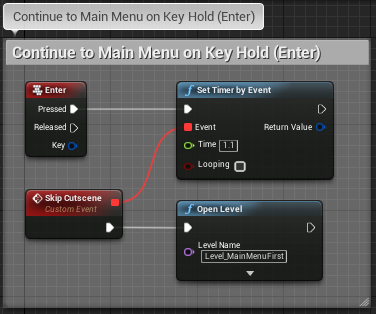 Continue to Main Menu on Key Hold (Enter)
Continue to Main Menu on Key Hold (Enter)
Enter
Pressed
Released
Key
f Set Timer by Event
Event
Return Value
Time 1.1
Looping
Skip Cutscene
Custom Event
f Open Level
Level Name
Level_MainMenuFirst